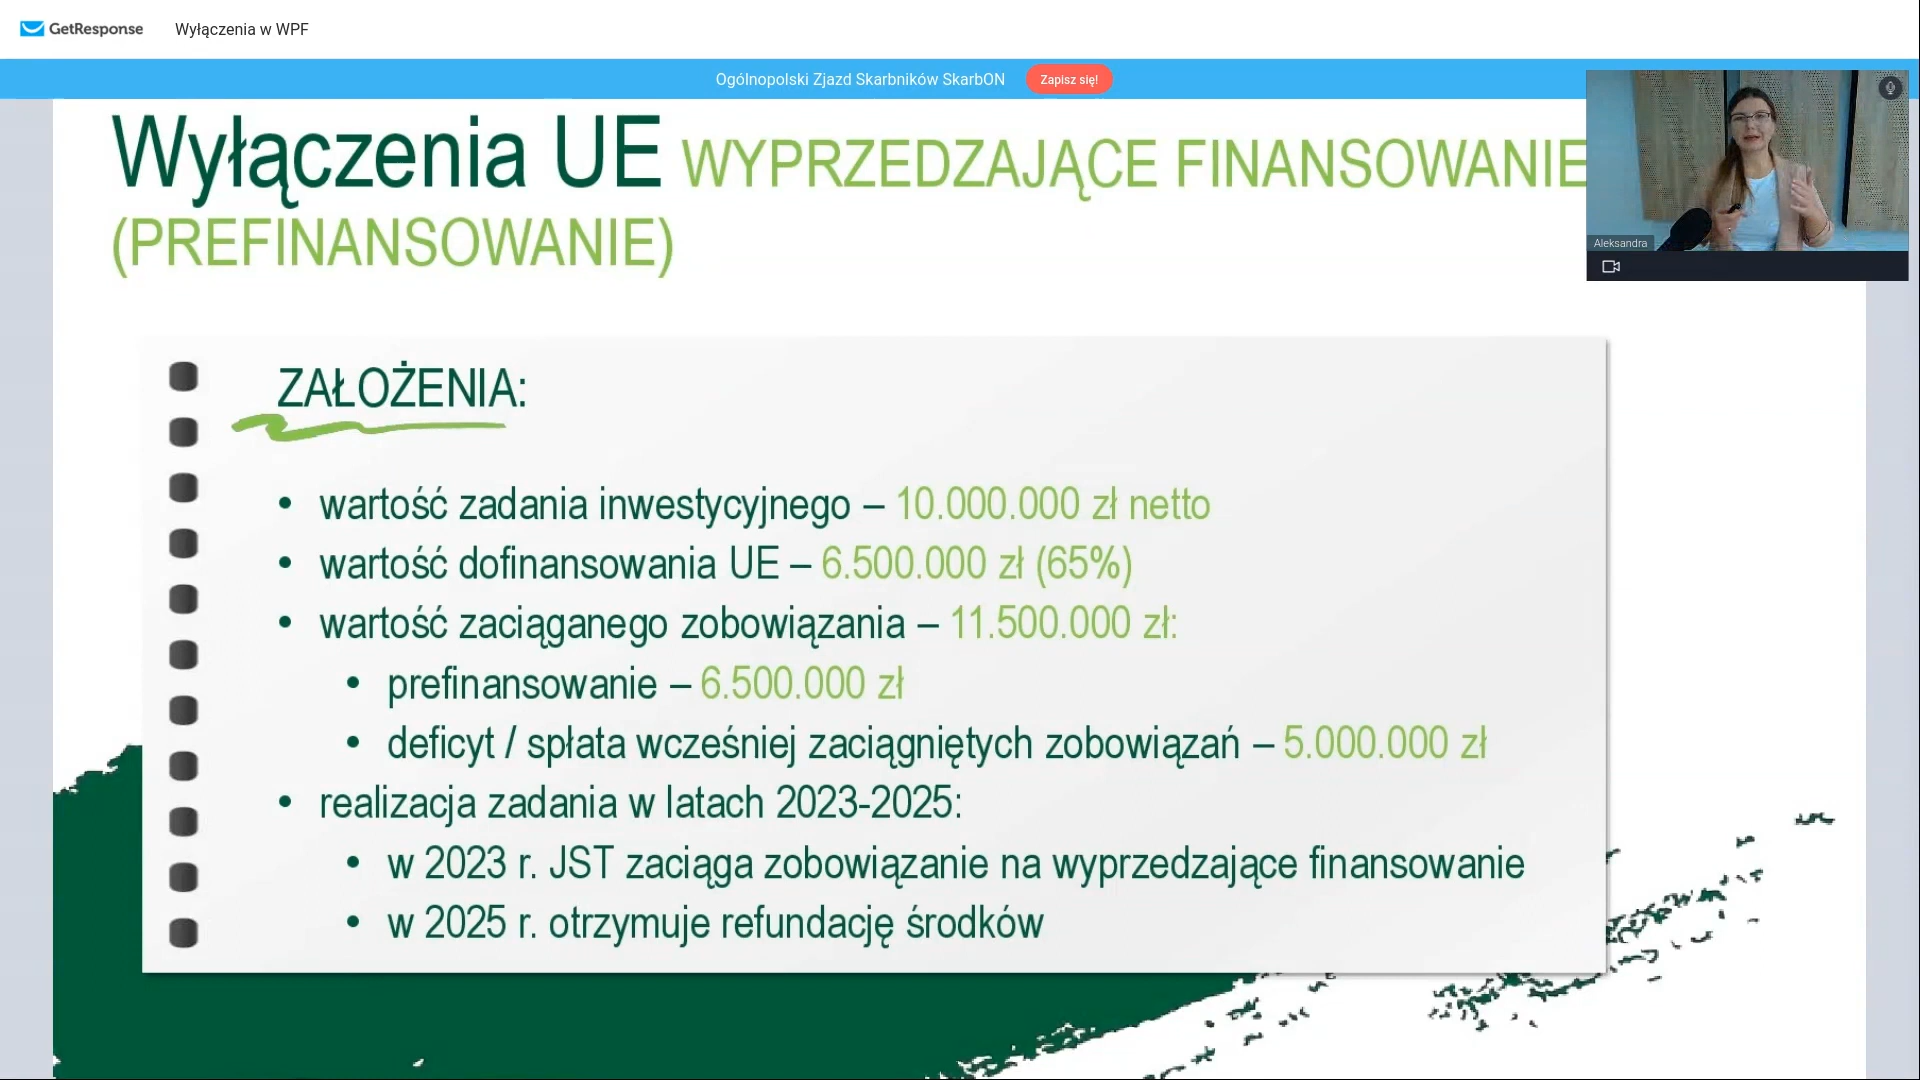 GetResponse
Wyłączenia w WPF
Ogólnopolski Zjazd Skarbników SkarbON
Zapisz się!
Wyłączenia UE WYPRZEDZAJĄCE FINANSOWANIE
(PREFINANSOWANIE)
Aleksandra
ZAŁOŻENIA:
• wartość zadania inwestycyjnego – 10.000.000 zł netto
• wartość dofinansowania UE – 6.500.000 zł (65%)
• wartość zaciąganego zobowiązania – 11.500.000 zł:
• prefinansowanie – 6.500.000 zł
• deficyt / spłata wcześniej zaciągniętych zobowiązań – 5.000.000 zł
• realizacja zadania w latach 2023-2025:
• w 2023 r. JST zaciąga zobowiązanie na wyprzedzające finansowanie
• w 2025 r. otrzymuje refundację środków